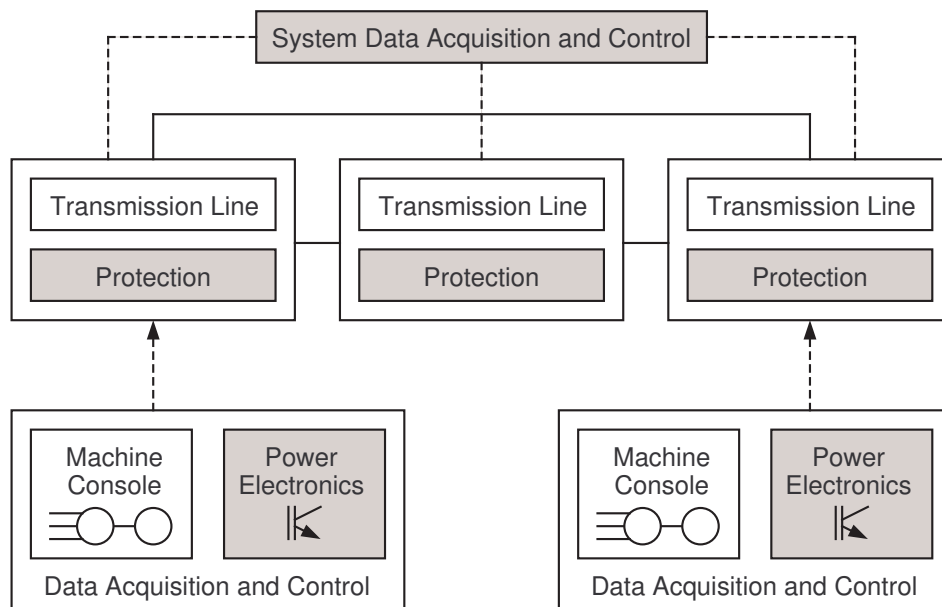 System Data Acquisition and Control
Transmission Line
Protection
Transmission Line
Protection
Transmission Line
Protection
Machine
Console
Power
Electronics
Data Acquisition and Control
Machine
Console
Power
Electronics
Data Acquisition and Control